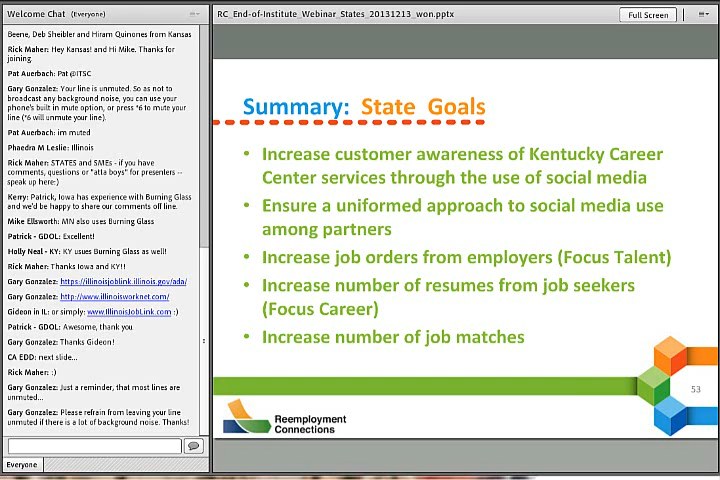 Welcome Chat (Everyone)
Beene, Deb Sheibler and Hiram Quinones from Kansas
Rick Maher: Hey Kansas! and Hi Mike. Thanks for
joining.
Pat Auerbach: Pat @ITSC
Gary Gonzalez: Your line is unmuted. So as not to
broadcast any background noise, you can use your
phone's built in mute option, or press *6 to mute your
line (*6 will unmute your line).
Pat Auerbach: im muted
Phaedra M Leslie: Illinois
Rick Maher: STATES and SMEs - if you have
comments, questions or "atta boys" for presenters --
speak up here:)
Kerry: Patrick, Iowa has experience with Burning Glass
and we'd be happy to share our comments off line.
Mike Ellsworth: MN also uses Burning Glass
Patrick - GDOL: Excellent!
Holly Neal - KY: KY usues Burning Glass as well!
Rick Maher: Thanks Iowa and KY!!
Gary Gonzalez: https://illinoisjoblink.illinois.gov/ada/
Gary Gonzalez: http://www.illinoisworknet.com/
Gideon in IL: or simply: www.IllinoisJobLink.com :)
Patrick - GDOL: Awesome, thank you
Gary Gonzalez: Thanks Gideon!
CA EDD: next slide...
Rick Maher: :)
Gary Gonzalez: Just a reminder, that most lines are
unmuted...
Gary Gonzalez: Please refrain from leaving your line
unmuted if there is a lot of background noise. Thanks!
Everyone
RC_End-of-Institute_Webinar_States_20131213_won.pptx
Full Screen
Summary: State Goals
• Increase customer awareness of Kentucky Career
Center services through the use of social media
• Ensure a uniformed approach to social media use
among partners
• Increase job orders from employers (Focus Talent)
• Increase number of resumes from job seekers
(Focus Career)
• Increase number of job matches
53
Reemployment
Connections